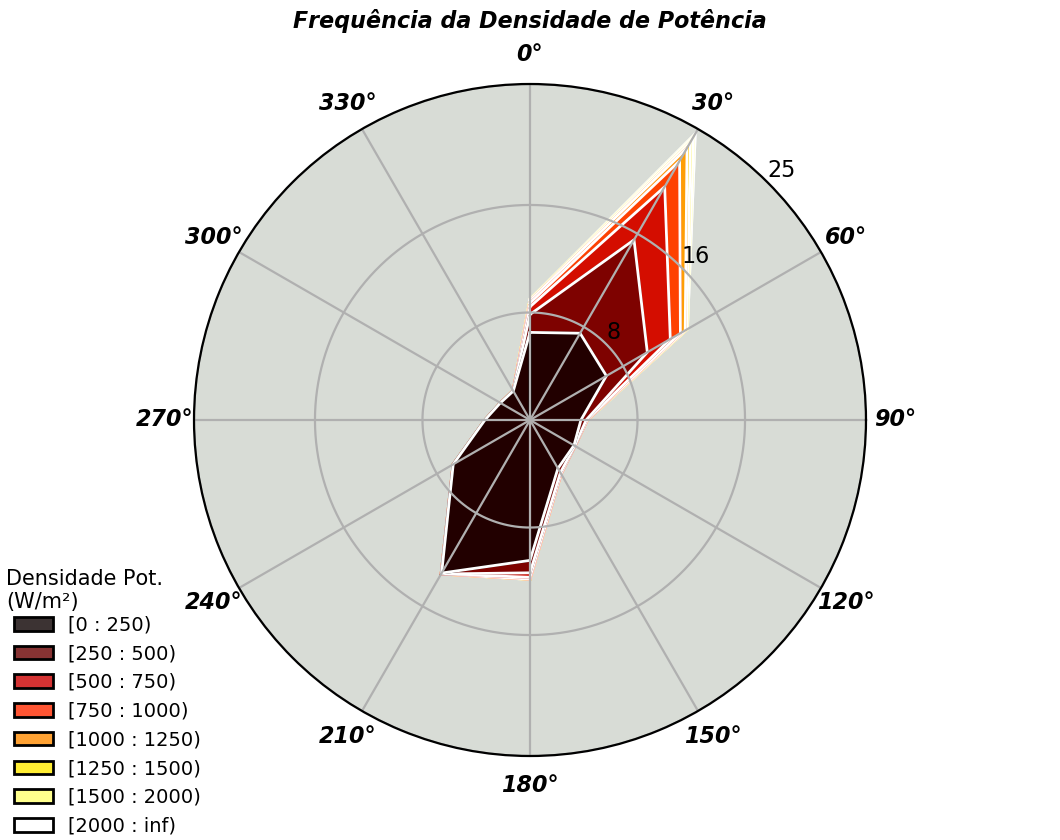 Frequência da Densidade de Potência
0°
330°
30°
25
300°
60°
16
8
270°
90°
240°
120°
210°
150°
180°
Densidade Pot.
(W/m²)
[0 : 250)
[250 : 500)
[500 : 750)
[750 : 1000)
[1000 : 1250)
[1250 : 1500)
[1500 : 2000)
[2000 : inf)